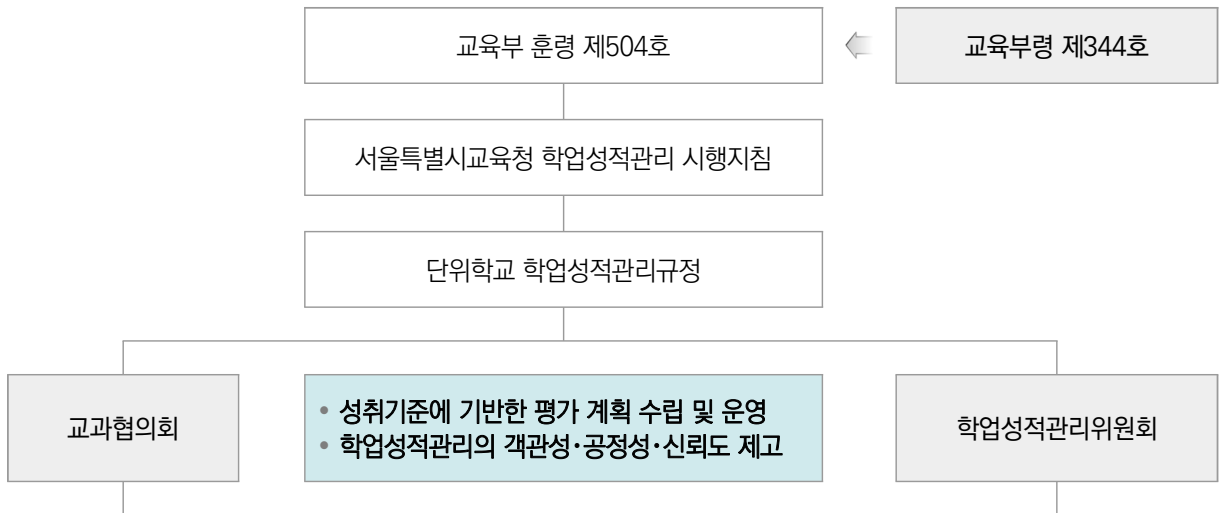 교육부 훈령 제504호
교육부령 제344호
서울특별시교육청 학업성적관리 시행지침
단위학교 학업성적관리규정
교과협의회
• 성취기준에 기반한 평가 계획 수립 및 운영
• 학업성적관리의 객관성·공정성·신뢰도 제고
학업성적관리위원회